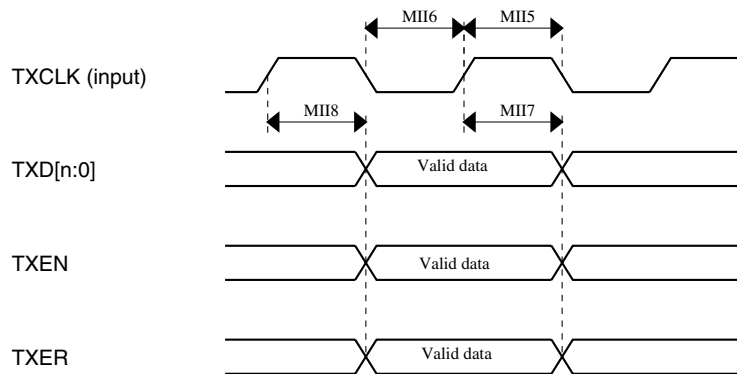 MII6 MII5
TXCLK (input)
MII8 MII7
TXD[n:0] Valid data
TXEN Valid data
TXER Valid data